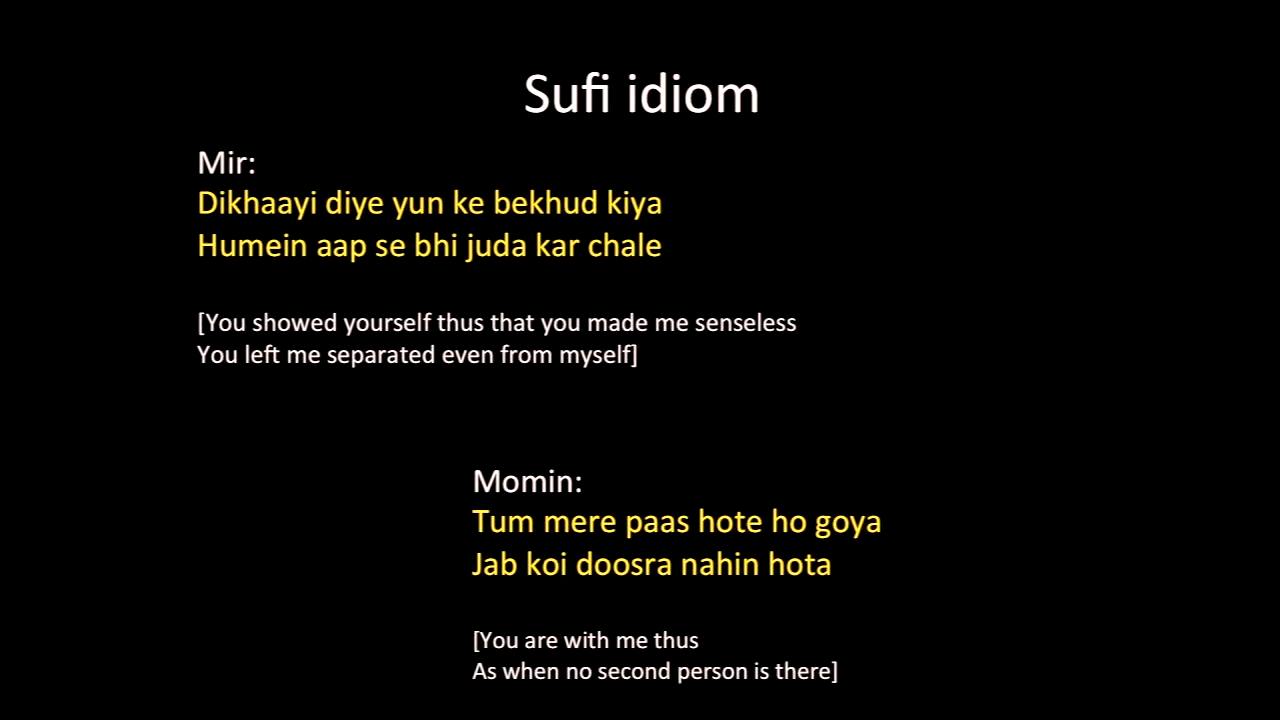 Sufi idiom
Mir:
Dikhaayi diye yun ke bekhud kiya
Humein aap se bhi juda kar chale
[You showed yourself thus that you made me senseless
You left me separated even from myself]
Momin:
Tum mere paas hote ho goya
Jab koi doosra nahin hota
[You are with me thus
As when no second person is there]